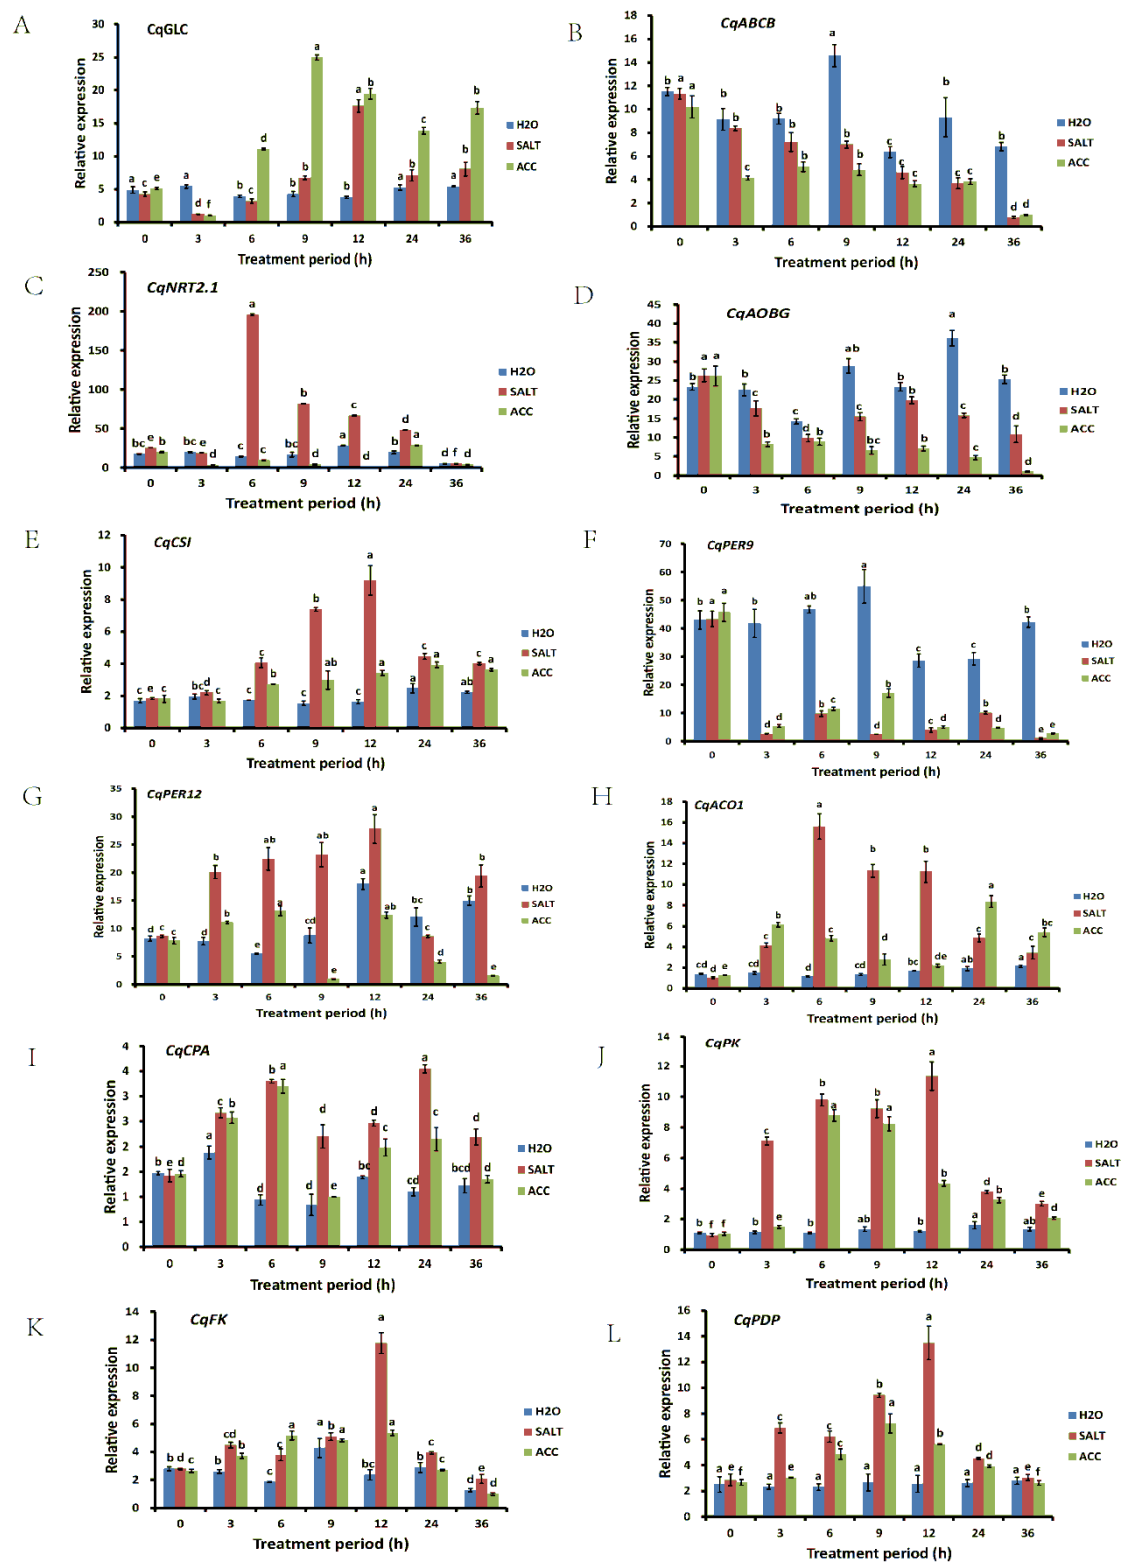 A
CqGLC
Relative expression
30
25
20
15
10
5
0
a c e
a d f
a c d
b b a
a b
a b c
a b b
H2O
SALT
ACC
0 3 6 9 12 24 36
Treatment period (h)
B
CqABCB
Relative expression
18
16
14
12
10
8
6
4
2
0
b a a
b b c
b b b
a b b
c c c
b c c
b d d
H2O
SALT
ACC
0 3 6 9 12 24 36
Treatment period (h)
C
CqNRT2.1
Relative expression
250
200
150
100
50
0
bc e b
bc e d
c a c
bc b c
a c d
b d a
d f d
H2O
SALT
ACC
0 3 6 9 12 24 36
Treatment period (h)
D
CqAOBG
Relative expression
45
40
35
30
25
20
15
10
5
0
b a a
b c b
c d b
ab c bc
b b b
a c c
b d d
H2O
SALT
ACC
0 3 6 9 12 24 36
Treatment period (h)
E
CqCSI
Relative expression
12
10
8
6
4
2
0
c e c
bc d c
c c b
c b ab
c a a
a c a
ab c a
H2O
SALT
ACC
0 3 6 9 12 24 36
Treatment period (h)
F
CqPER9
Relative expression
70
60
50
40
30
20
10
0
b a a
b d d
ab b c
a d b
c c d
c b d
b e e
H2O
SALT
ACC
0 3 6 9 12 24 36
Treatment period (h)
G
CqPER12
Relative expression
35
30
25
20
15
10
5
0
d c c
d b b
e ab a
cd ab e
a a ab
bc c d
b b e
H2O
SALT
ACC
0 3 6 9 12 24 36
Treatment period (h)
H
CqACO1
Relative expression
18
16
14
12
10
8
6
4
2
0
cd d e
cd c b
e a c
cd b d
bc b de
ab c a
a c bc
H2O
SALT
ACC
0 3 6 9 12 24 36
Treatment period (h)
I
CqCPA
Relative expression
4
4
3
3
2
2
1
1
0
b e d
a c b
d b a
d d e
bc d c
cd a c
bcd d d
H2O
SALT
ACC
0 3 6 9 12 24 36
Treatment period (h)
J
CqPK
Relative expression
14
12
10
8
6
4
2
0
b f f
b c e
b b a
ab b a
b a b
a d b
ab e d
H2O
SALT
ACC
0 3 6 9 12 24 36
Treatment period (h)
K
CqFK
Relative expression
14
12
10
8
6
4
2
0
b d c
b cd b
c c a
a b a
bc a a
b c c
c d d
H2O
SALT
ACC
0 3 6 9 12 24 36
Treatment period (h)
L
CqPDP
Relative expression
16
14
12
10
8
6
4
2
0
a e f
a c e
a c c
a b a
a a b
a d d
a e f
H2O
SALT
ACC
0 3 6 9 12 24 36
Treatment period (h)